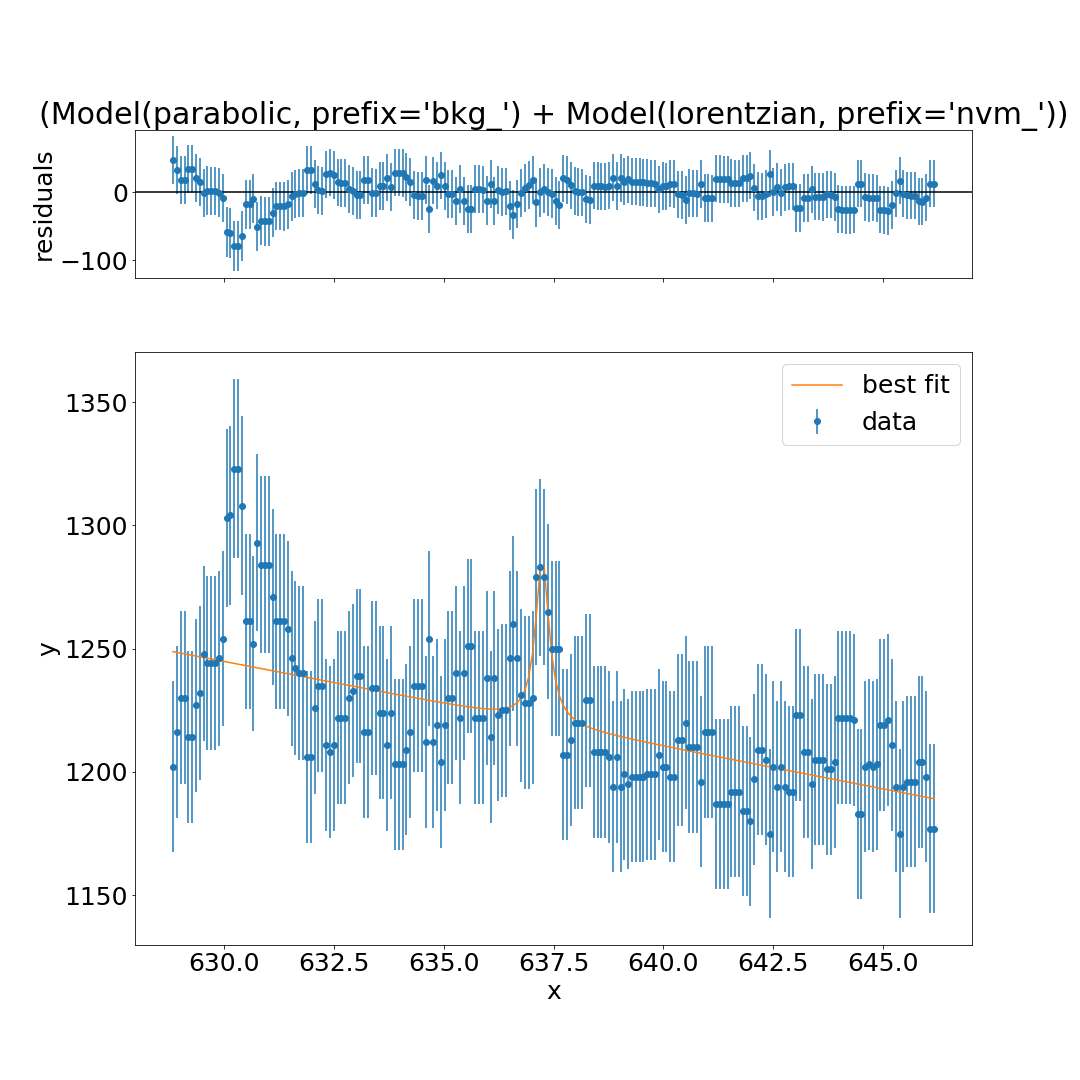 (Model(parabolic, prefix='bkg_') + Model(lorentzian, prefix='nvm_'))
residuals
0
−100
best fit
data
y
1350
1300
1250
1200
1150
630.0 632.5 635.0 637.5 640.0 642.5 645.0
x